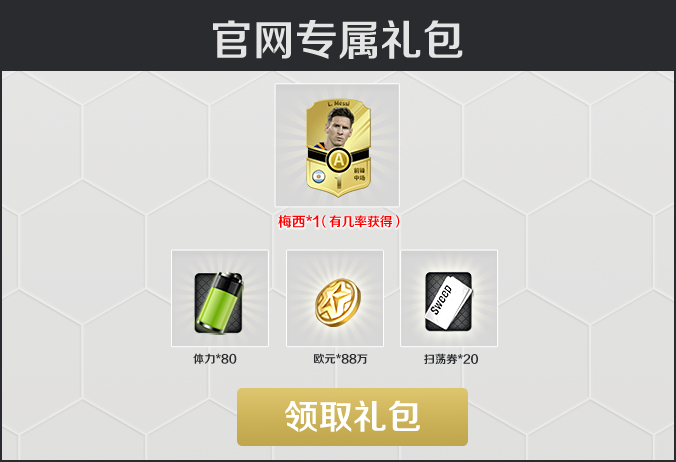 官网专属礼包
L. Messi
A
前锋
中场
梅西*1(有几率获得)
Sweep
体力*80
欧元*88万
扫荡券*20
领取礼包